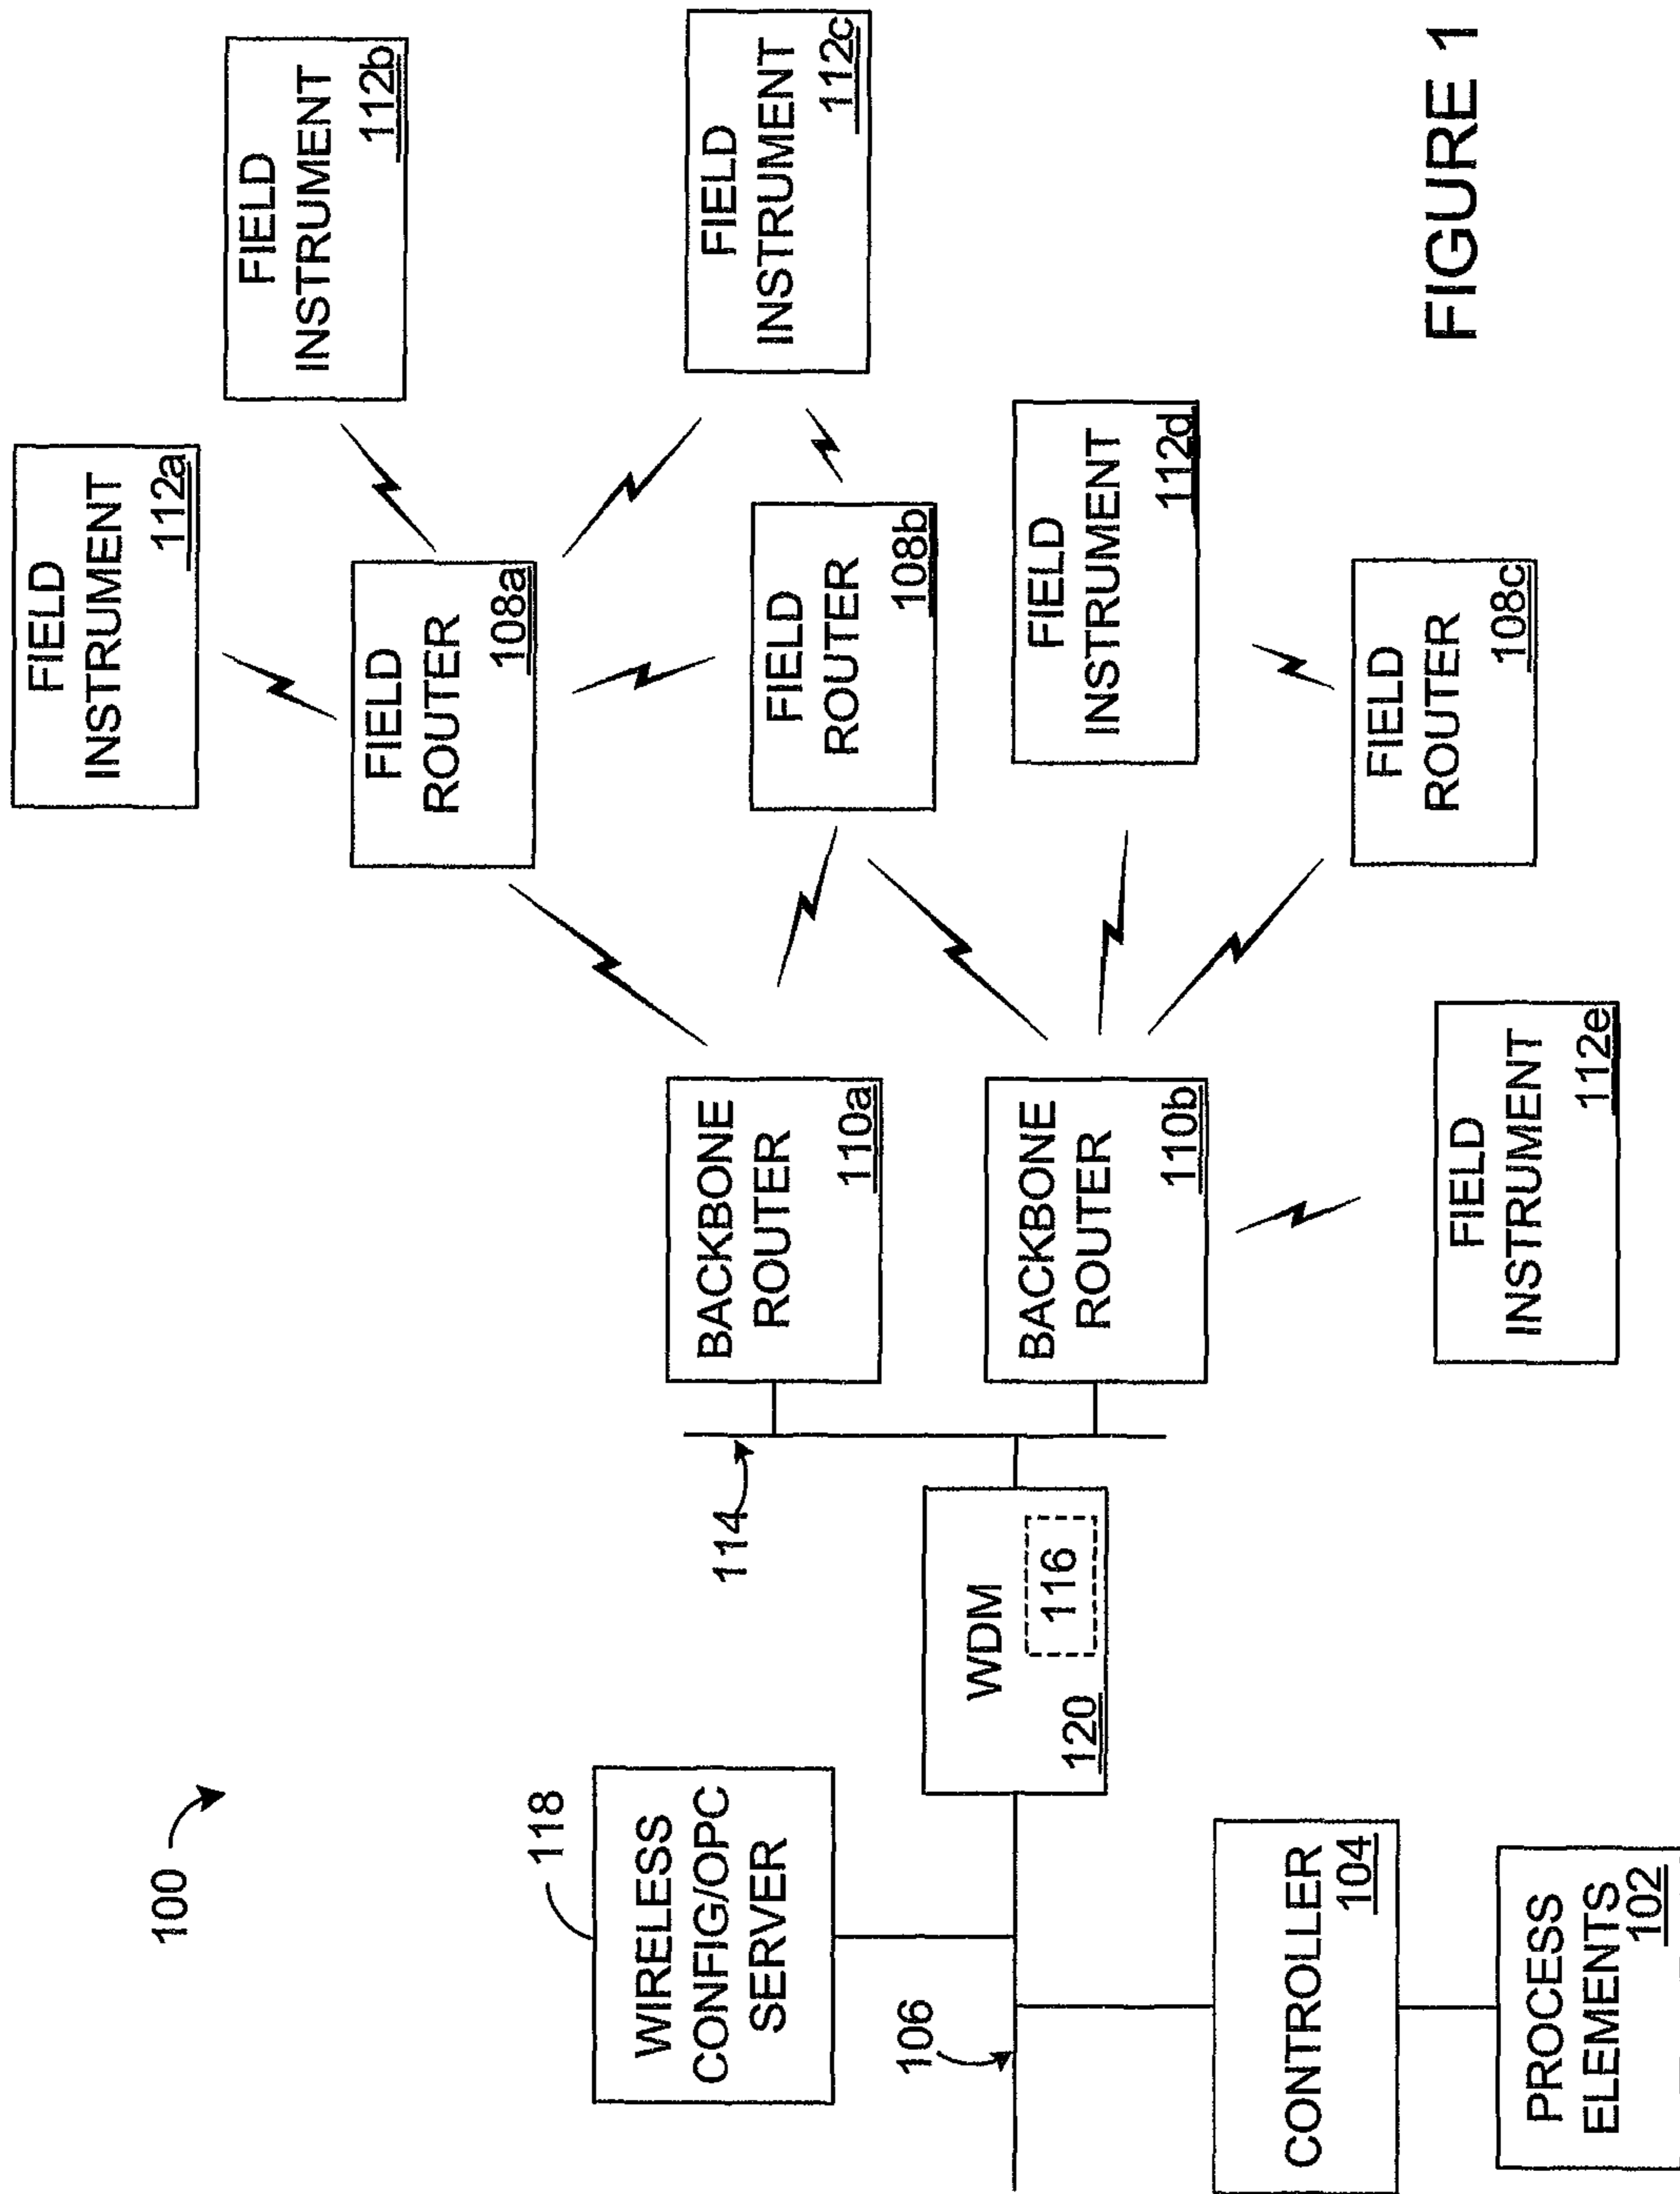 100
FIELD
INSTRUMENT
112a
FIELD
INSTRUMENT
112b
FIELD
ROUTER
108a
WIRELESS
CONFIG/OPC
SERVER
118
114
BACKBONE
ROUTER
110a
FIELD
ROUTER
108b
FIELD
INSTRUMENT
112c
106
WDM
116
120
BACKBONE
ROUTER
110b
FIELD
INSTRUMENT
112d
CONTROLLER
104
FIELD
ROUTER
108c
PROCESS
ELEMENTS
102
FIELD
INSTRUMENT
112e
FIGURE 1